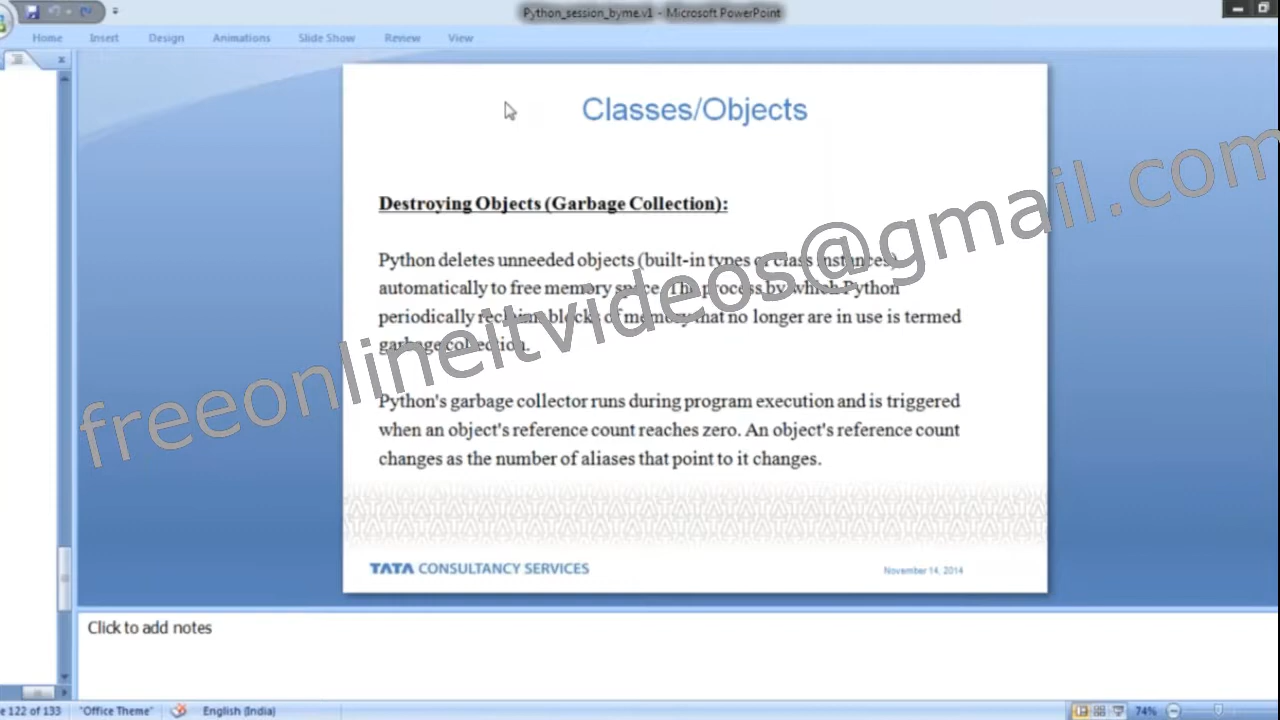 Python_session_byme.v1 - Microsoft PowerPoint
Home Insert Design Animations Slide Show Review View
Classes/Objects
Destroying Objects (Garbage Collection):
Python deletes unneeded objects (built-in types or class instances)
automatically to free memory space. The process by which Python
periodically reclaims blocks of memory that no longer are in use is termed
garbage collection.
Python's garbage collector runs during program execution and is triggered
when an object's reference count reaches zero. An object's reference count
changes as the number of aliases that point to it changes.
freeonlineitvideos@gmail.com
TATA CONSULTANCY SERVICES
November 14, 2014
Click to add notes
e 122 of 133 "Office Theme" English (India) 74%